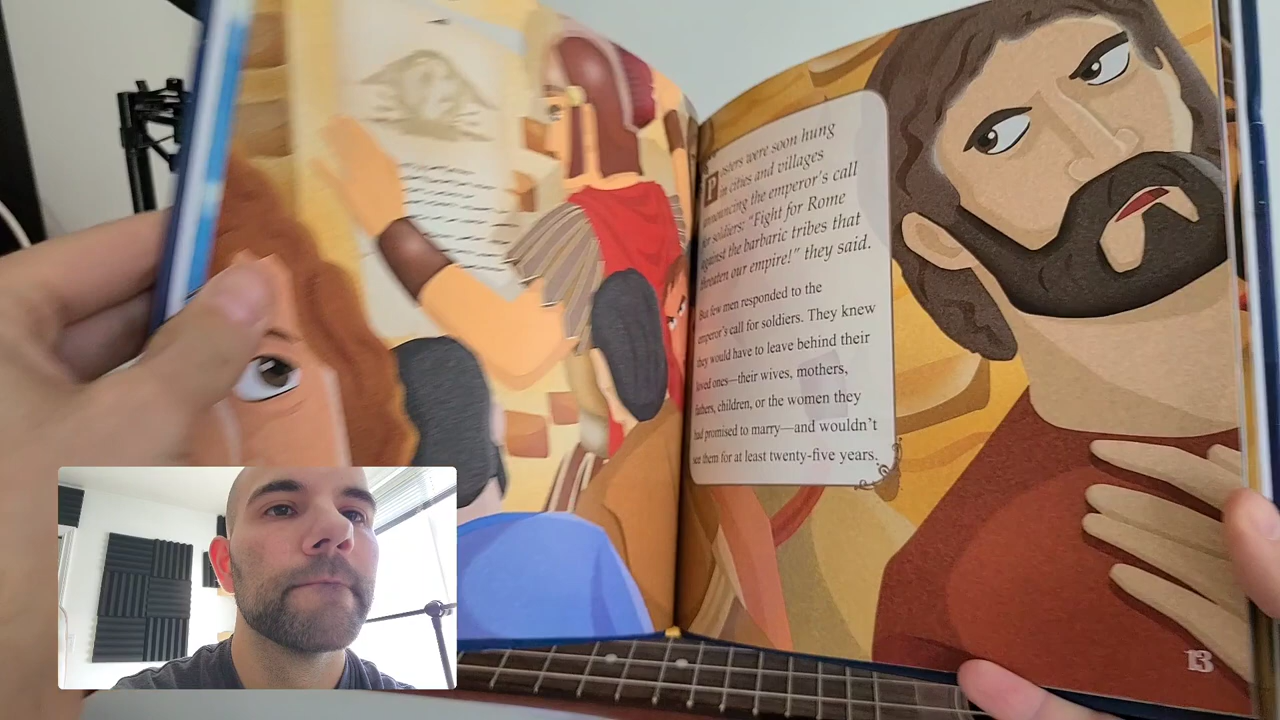 Posters were soon hung
in cities and villages
announcing the emperor's call
for soldiers: "Fight for Rome
against the barbaric tribes that
threaten our empire!" they said.
But few men responded to the
emperor's call for soldiers. They knew
they would have to leave behind their
loved ones—their wives, mothers,
fathers, children, or the women they
had promised to marry—and wouldn't
see them for at least twenty-five years.
13